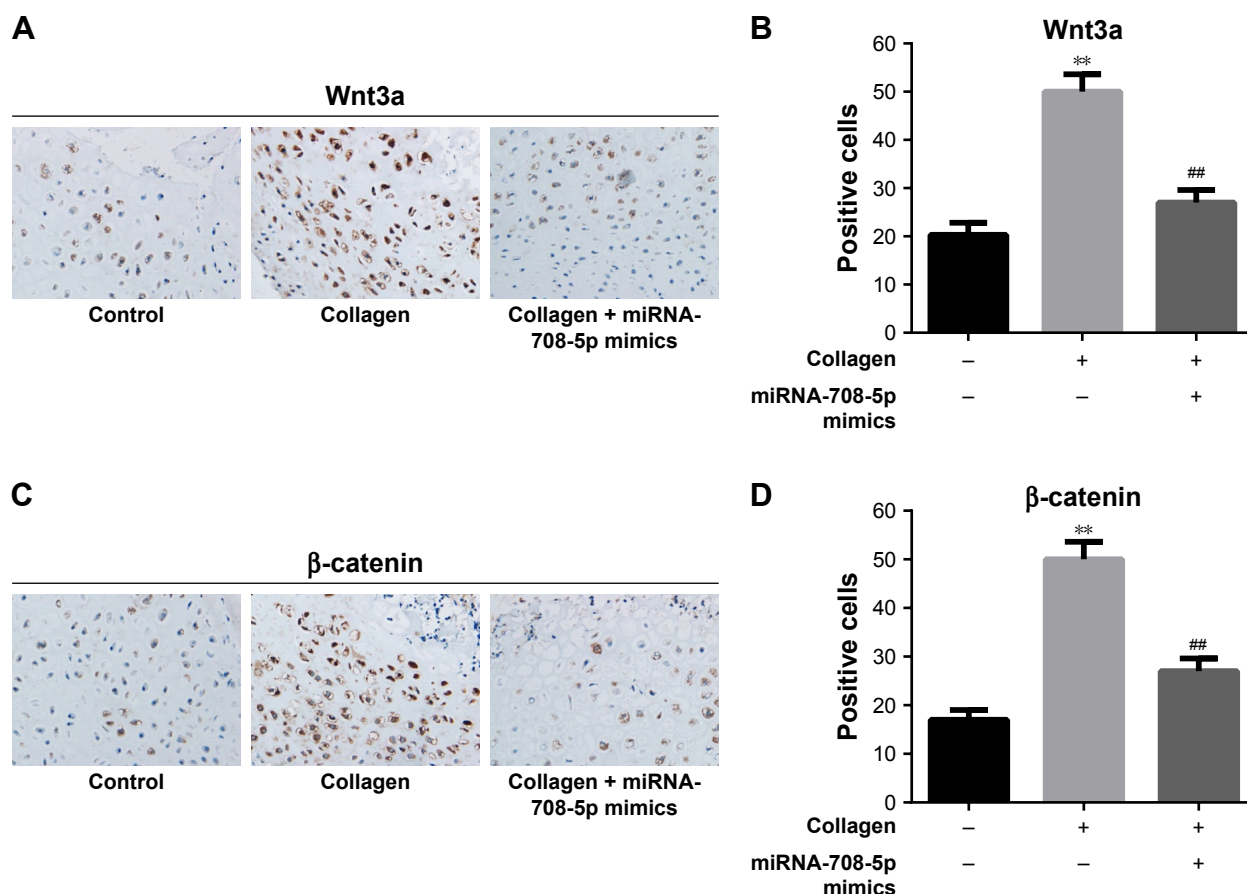 A
Wnt3a
Control
Collagen
Collagen + miRNA-
708-5p mimics
B
Wnt3a
Positive cells
60
50
40
30
20
10
0
**
##
Collagen
– + +
miRNA-708-5p
mimics
– – +
C
β-catenin
Control
Collagen
Collagen + miRNA-
708-5p mimics
D
β-catenin
Positive cells
60
50
40
30
20
10
0
**
##
Collagen
– + +
miRNA-708-5p
mimics
– – +